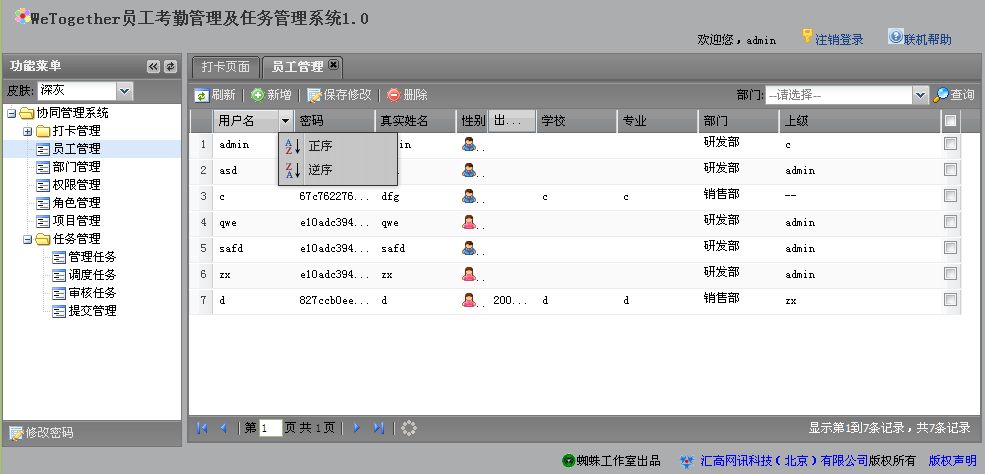 WeTogether员工考勤管理及任务管理系统1.0
欢迎您，admin 注销登录 联机帮助
功能菜单
皮肤: 深灰
协同管理系统
打卡管理
员工管理
部门管理
权限管理
角色管理
项目管理
任务管理
管理任务
调度任务
审核任务
提交管理
修改密码
打卡页面 员工管理
刷新 新增 保存修改 删除 部门: --请选择-- 查询
用户名 密码 真实姓名 性别 出... 学校 专业 部门 上级
正序
逆序
1 admin in .. 研发部 c
2 asd .. 研发部 admin
3 c 67c762276... dfg .. c c 销售部 --
4 qwe e10adc394... qwe .. 研发部 admin
5 safd e10adc394... safd .. 研发部 admin
6 zx e10adc394... zx .. 研发部 admin
7 d 827ccb0ee... d .. 200... d d 销售部 zx
第 1 页 共 1 页 显示第1到7条记录，共7条记录
蜘蛛工作室出品 汇高网讯科技（北京）有限公司版权所有 版权声明